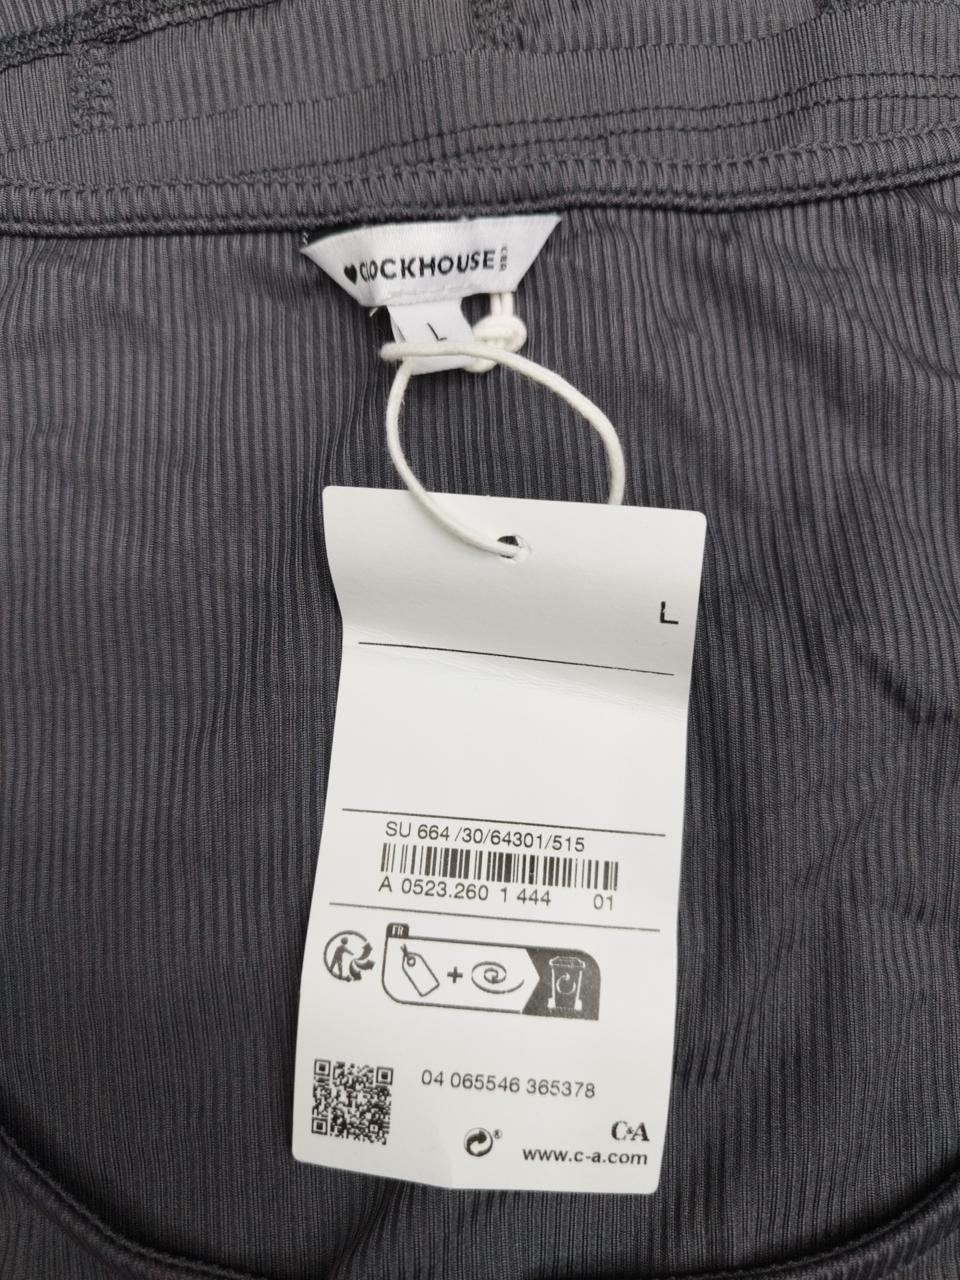 CLOCKHOUSE C&A
L
L
SU 664 /30/64301/515
A 0523.260 1 444 01
FR
+
04 065546 365378
C&A
www.c-a.com